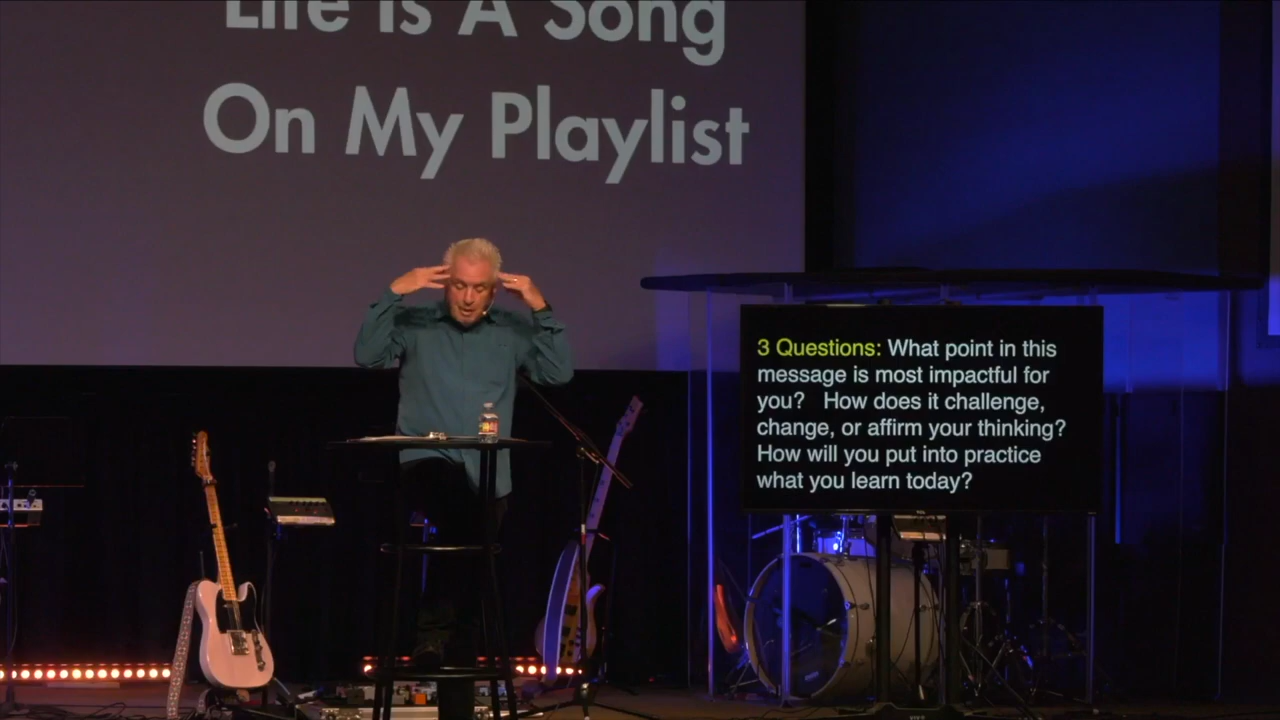 Life Is A Song
On My Playlist
3 Questions: What point in this
message is most impactful for
you? How does it challenge,
change, or affirm your thinking?
How will you put into practice
what you learn today?